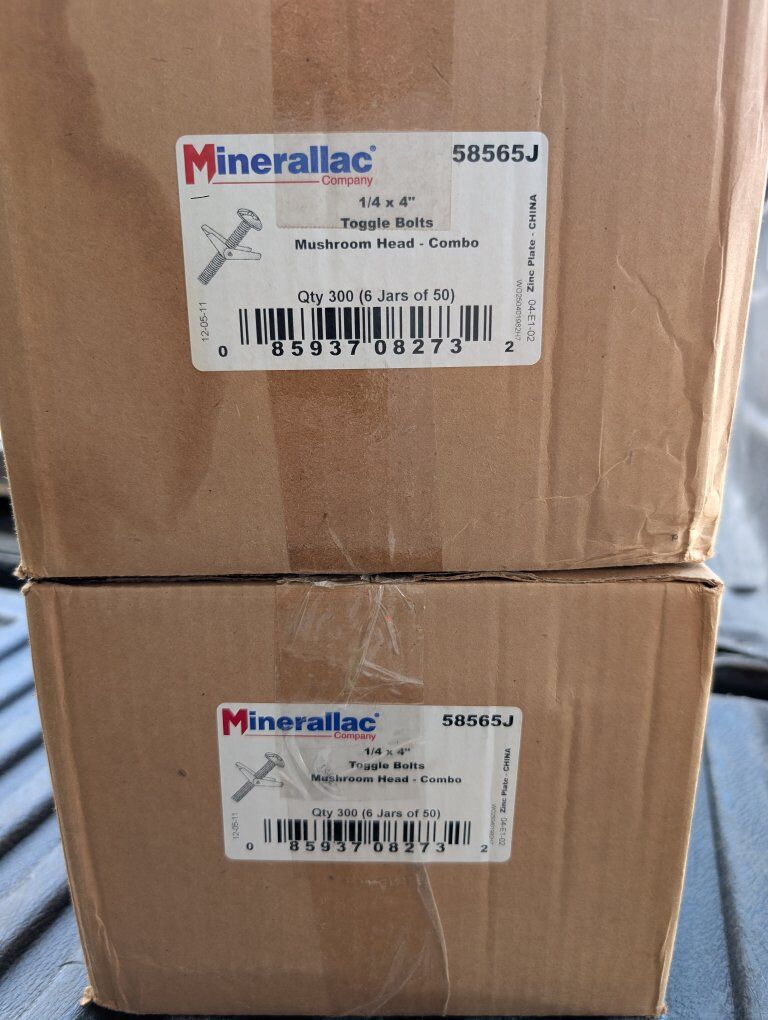 Minerallac®
Company
58565J
1/4 x 4"
Toggle Bolts
Mushroom Head - Combo
Qty 300 (6 Jars of 50)
12-05-11
Zinc Plate - CHINA
04-E1-02
0 85937 08273 2
Minerallac®
Company
58565J
1/4 x 4"
Toggle Bolts
Mushroom Head - Combo
Qty 300 (6 Jars of 50)
12-05-11
Zinc Plate - CHINA
04-E1-02
0 85937 08273 2